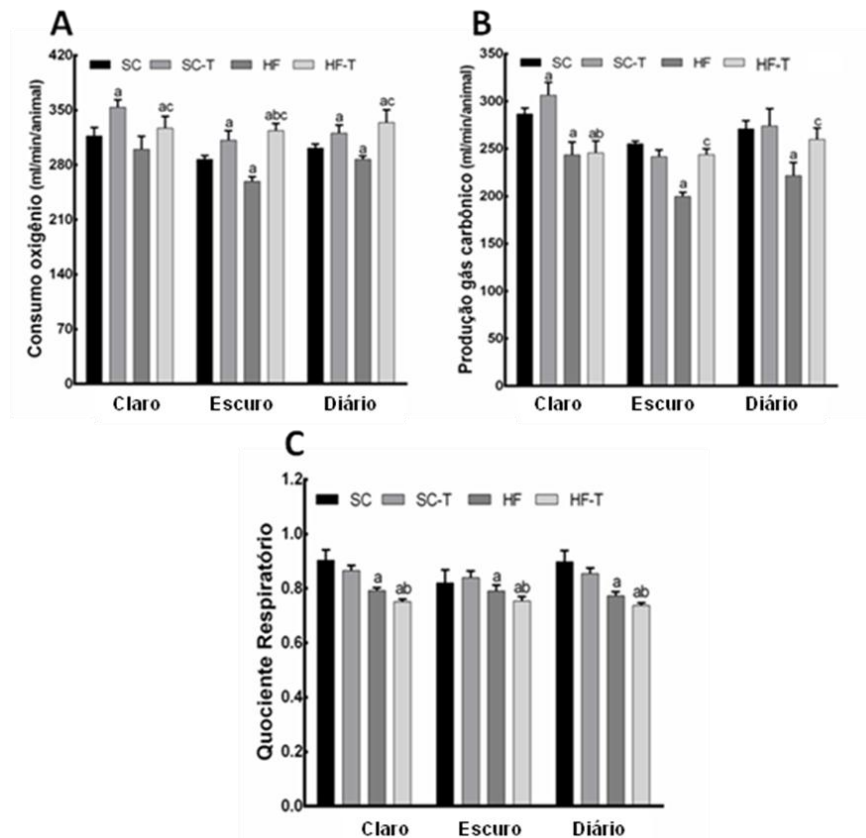 A
Consumo oxigênio (ml/min/animal)
420
350
280
210
140
70
0
SC SC-T HF HF-T
a ac a a abc a a ac
Claro Escuro Diário
B
Produção gás carbônico (ml/min/animal)
350
300
250
200
150
100
50
0
SC SC-T HF HF-T
a a ab a c a c
Claro Escuro Diário
C
Quociente Respiratório
1.2
1.0
0.8
0.6
0.4
0.2
0.0
SC SC-T HF HF-T
a ab a ab a ab
Claro Escuro Diário